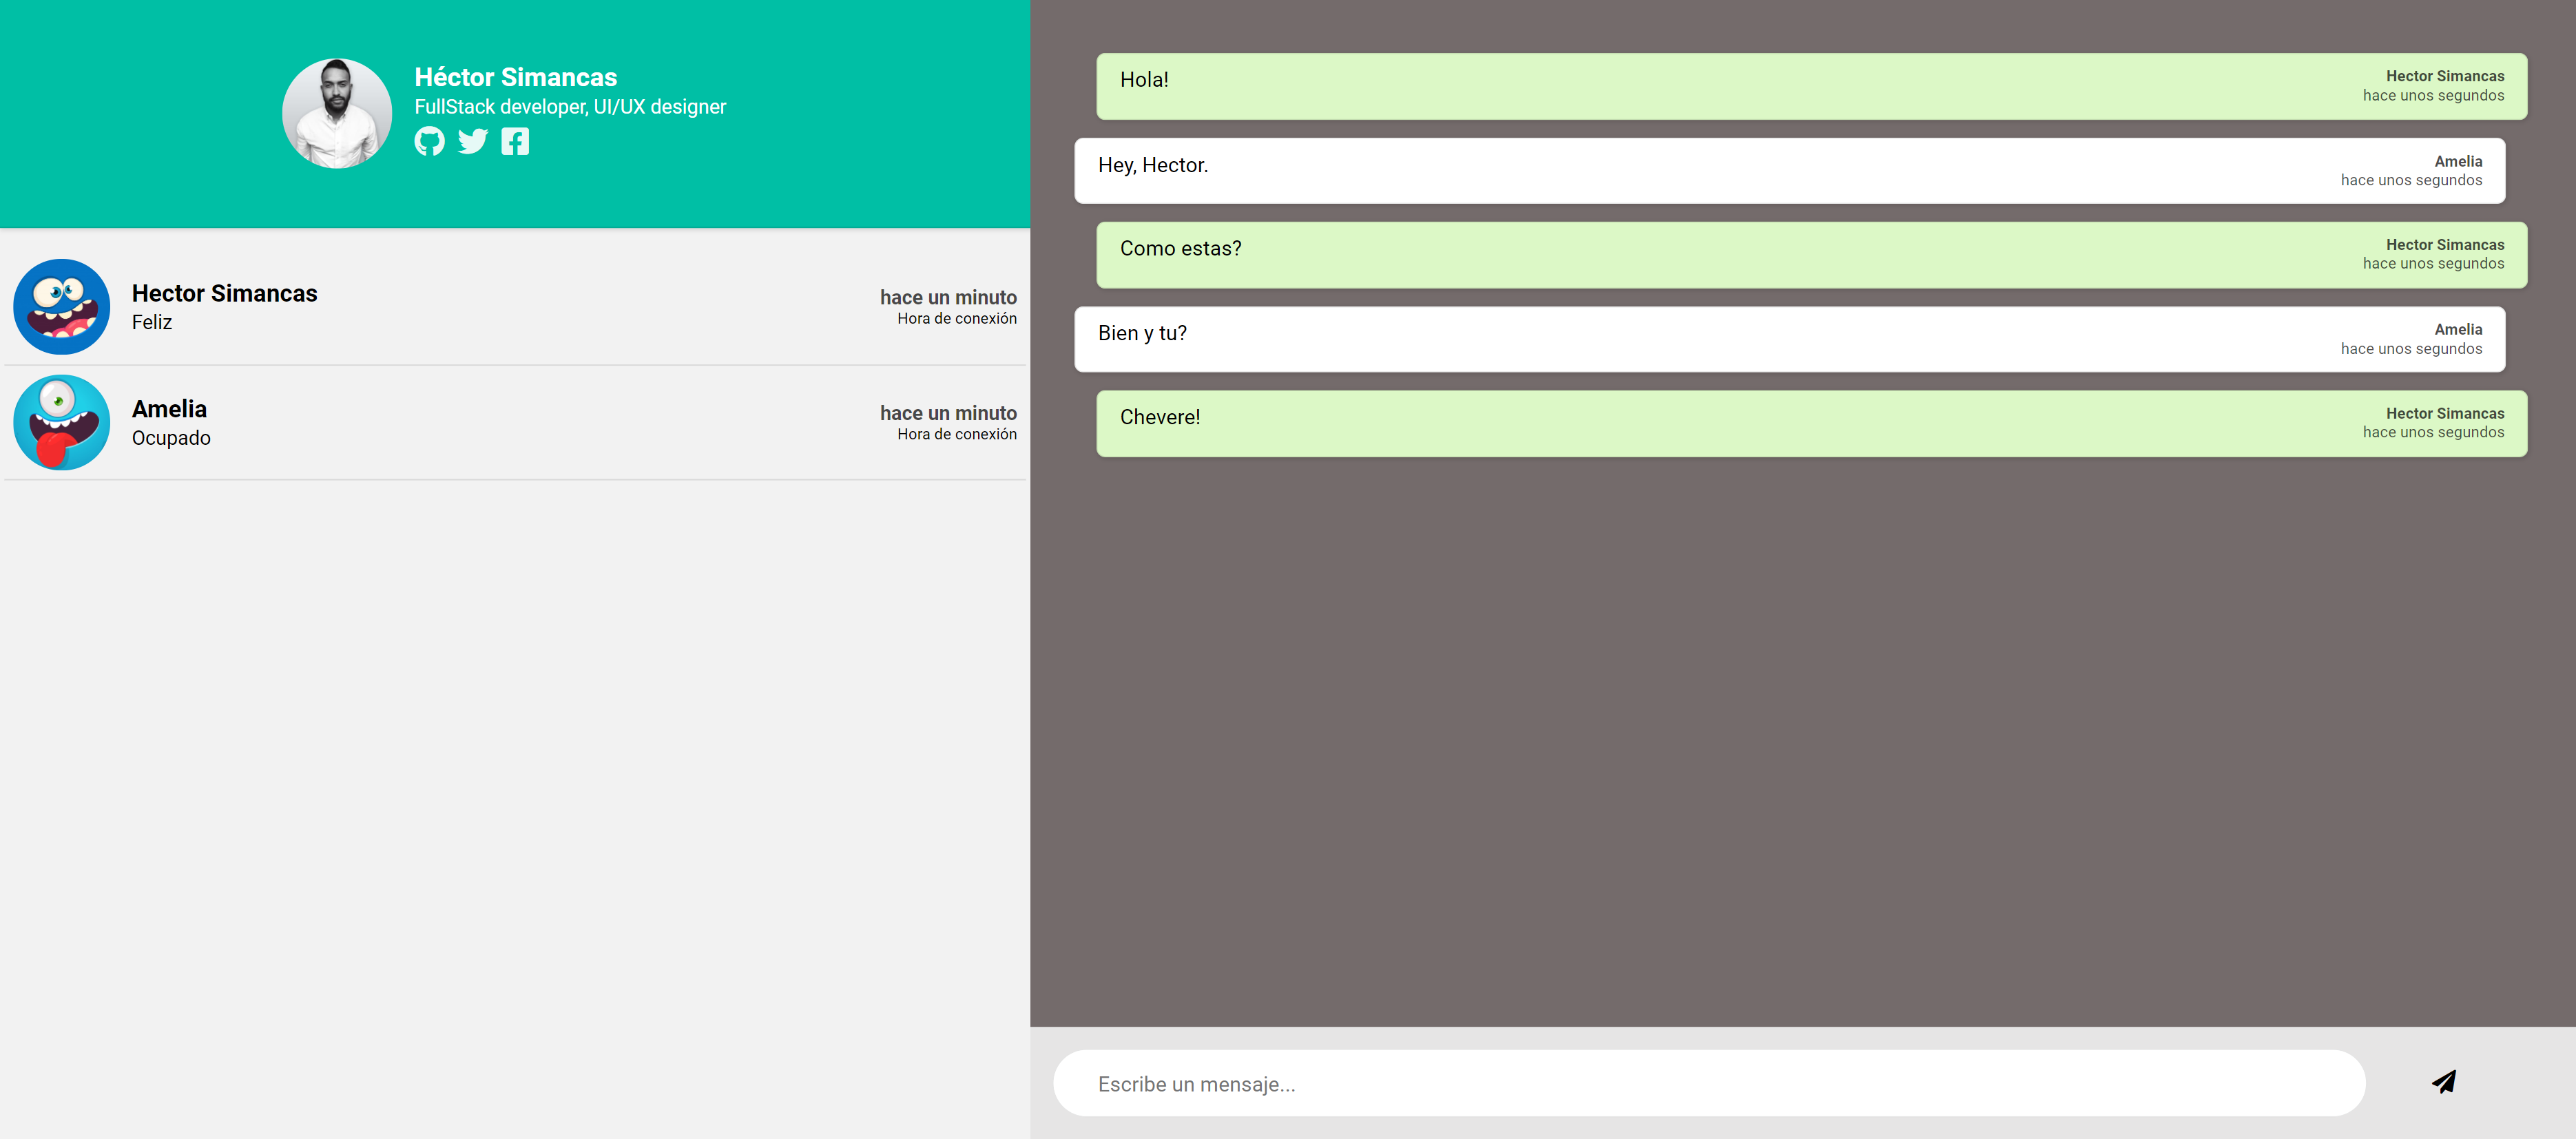 Héctor Simancas
FullStack developer, UI/UX designer
Hector Simancas
Feliz
hace un minuto
Hora de conexión
Amelia
Ocupado
hace un minuto
Hora de conexión
Hola!
Hector Simancas
hace unos segundos
Hey, Hector.
Amelia
hace unos segundos
Como estas?
Hector Simancas
hace unos segundos
Bien y tu?
Amelia
hace unos segundos
Chevere!
Hector Simancas
hace unos segundos
Escribe un mensaje...